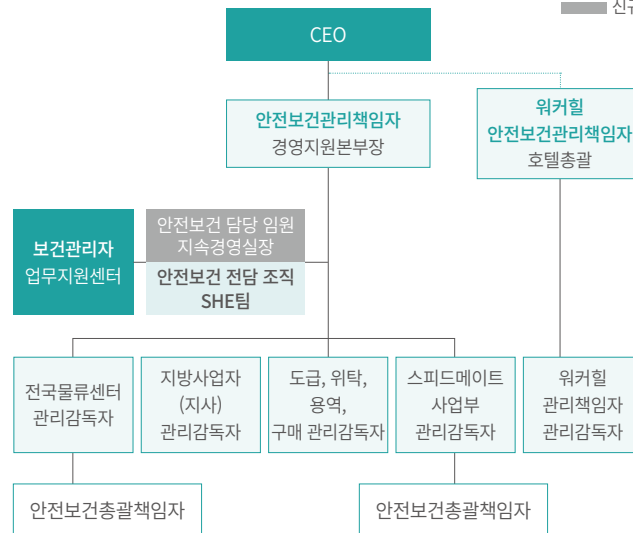 신규
CEO
안전보건관리책임자
경영지원본부장
워커힐
안전보건관리책임자
호텔총괄
보건관리자
업무지원센터
안전보건 담당 임원
지속경영실장
안전보건 전담 조직
SHE팀
전국물류센터
관리감독자
지방사업자
(지사)
관리감독자
도급, 위탁,
용역,
구매 관리감독자
스피드메이트
사업부
관리감독자
워커힐
관리책임자
관리감독자
안전보건총괄책임자
안전보건총괄책임자